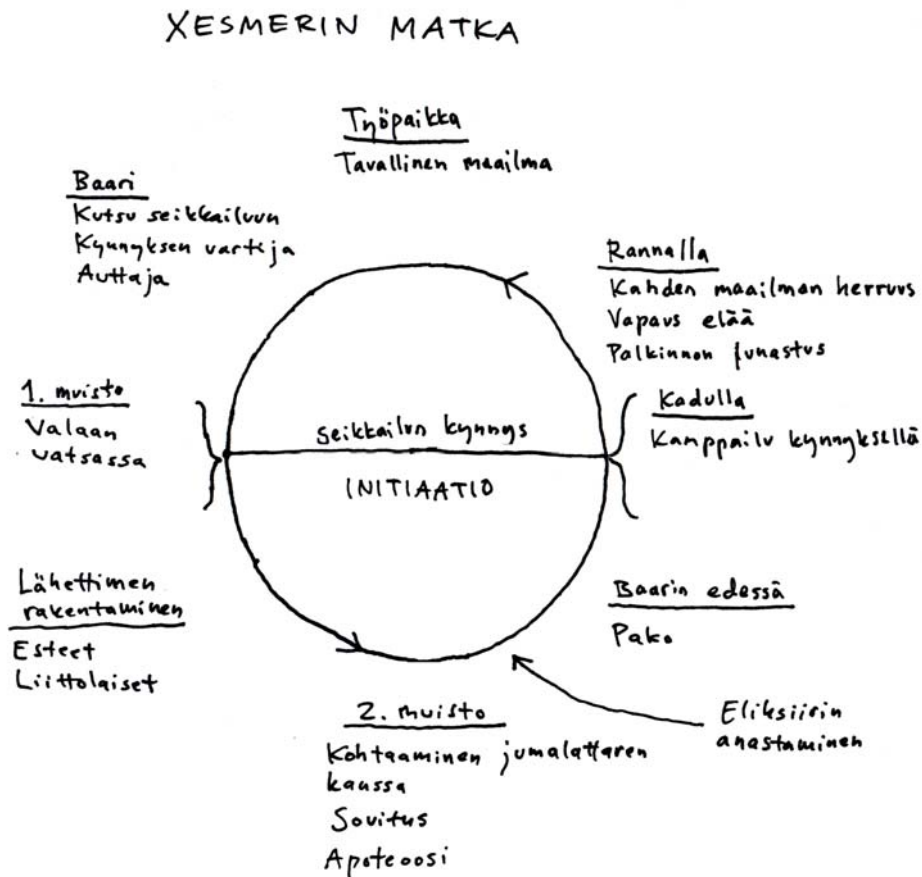 XESMERIN MATKA
Työpaikka
Tavallinen maailma
Baari
Kutsu seikkailuun
Kynnyksen vartija
Auttaja
Rannalla
Kahden maailman herruus
Vapaus elää
Palkinnon lunastus
1. muisto
Valaan
vatsassa
Seikkailun kynnys
INITIAATIO
Kadulla
Kamppailu kynnyksellä
Lähettimen
rakentaminen
Esteet
Liittolaiset
Baarin edessä
Pako
2. muisto
Kohtaaminen jumalattaren
kanssa
Sovitus
Apoteoosi
Eliksiirin
anastaminen